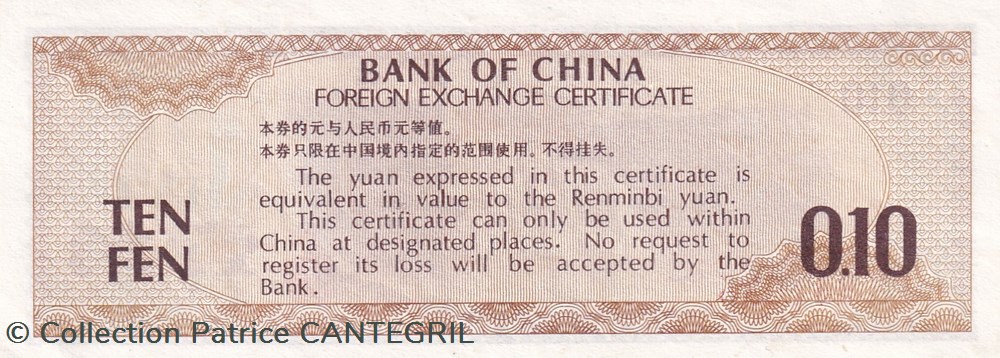 BANK OF CHINA
FOREIGN EXCHANGE CERTIFICATE
本券的元与人民币元等值。
本券只限在中国境内指定的范围使用。不得挂失。
The yuan expressed in this certificate is
equivalent in value to the Renminbi yuan.
This certificate can only be used within
China at designated places. No request to
register its loss will be accepted by the
Bank.
TEN
FEN
0.10
© Collection Patrice CANTEGRIL